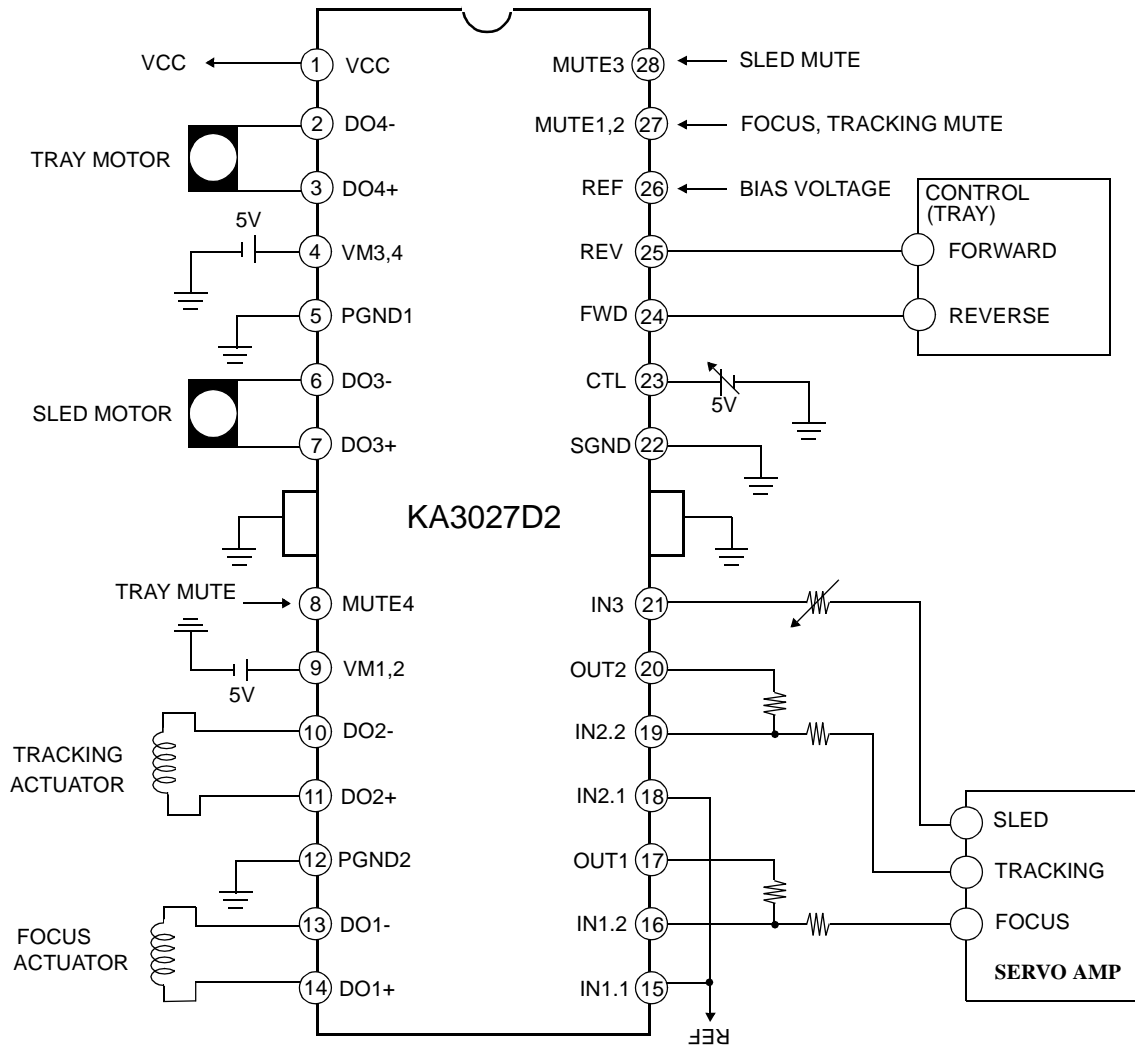 VCC
1
VCC
2
DO4-
TRAY MOTOR
3
DO4+
5V
4
VM3,4
5
PGND1
6
DO3-
SLED MOTOR
7
DO3+
KA3027D2
TRAY MUTE
8
MUTE4
9
VM1,2
5V
10
DO2-
TRACKING
ACTUATOR
11
DO2+
12
PGND2
13
DO1-
FOCUS
ACTUATOR
14
DO1+
MUTE3
28
SLED MUTE
MUTE1,2
27
FOCUS, TRACKING MUTE
REF
26
BIAS VOLTAGE
CONTROL
(TRAY)
REV
25
FORWARD
FWD
24
REVERSE
CTL
23
5V
SGND
22
IN3
21
OUT2
20
IN2.2
19
IN2.1
18
OUT1
17
IN1.2
16
IN1.1
15
REF
SLED
TRACKING
FOCUS
SERVO AMP